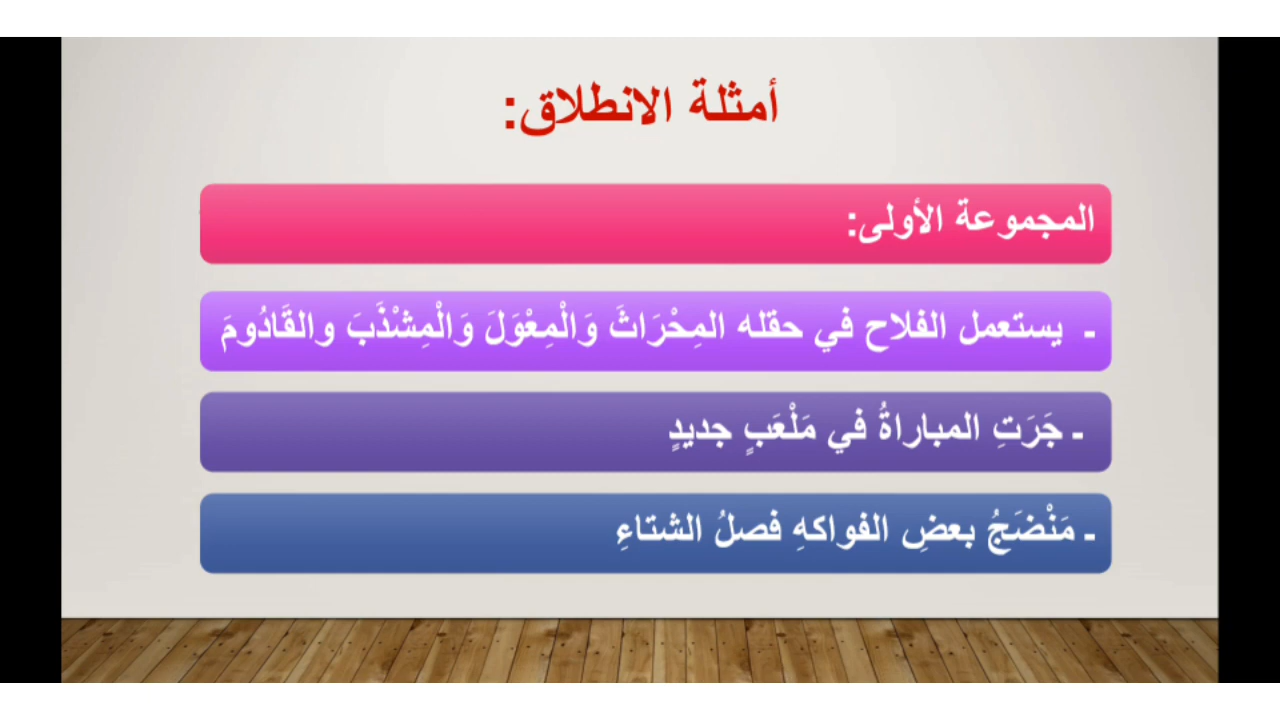 أمثلة الانطلاق:
المجموعة الأولى:
ـ يستعمل الفلاح في حقله المِحْرَاثَ وَالْمِعْوَلَ وَالْمِشْذَبَ والقَادُومَ
ـ جَرَتِ المباراةُ في مَلْعَبٍ جديدٍ
ـ مَنْضَجُ بعضِ الفواكهِ فصلُ الشتاءِ